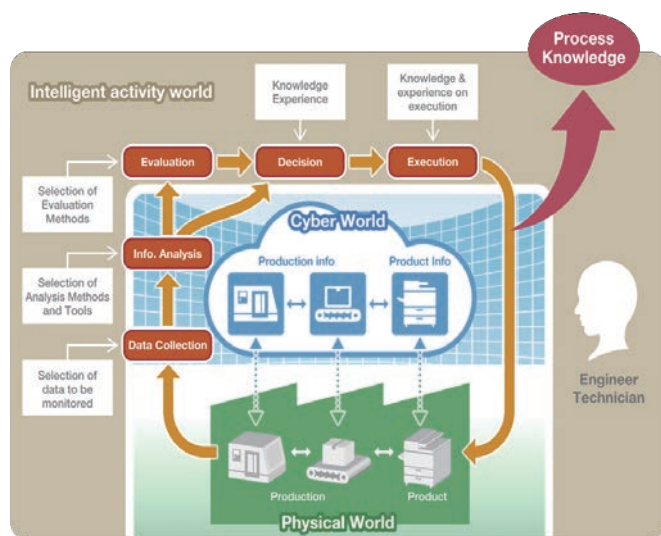 Process
Knowledge
Intelligent activity world
Knowledge
Experience
Knowledge &
experience on
execution
Evaluation
Decision
Execution
Selection of
Evaluation
Methods
Cyber World
Info. Analysis
Production info
Product Info
Selection of
Analysis Methods
and Tools
Data Collection
Selection of
data to be
monitored
Engineer
Technician
Production
Product
Physical World